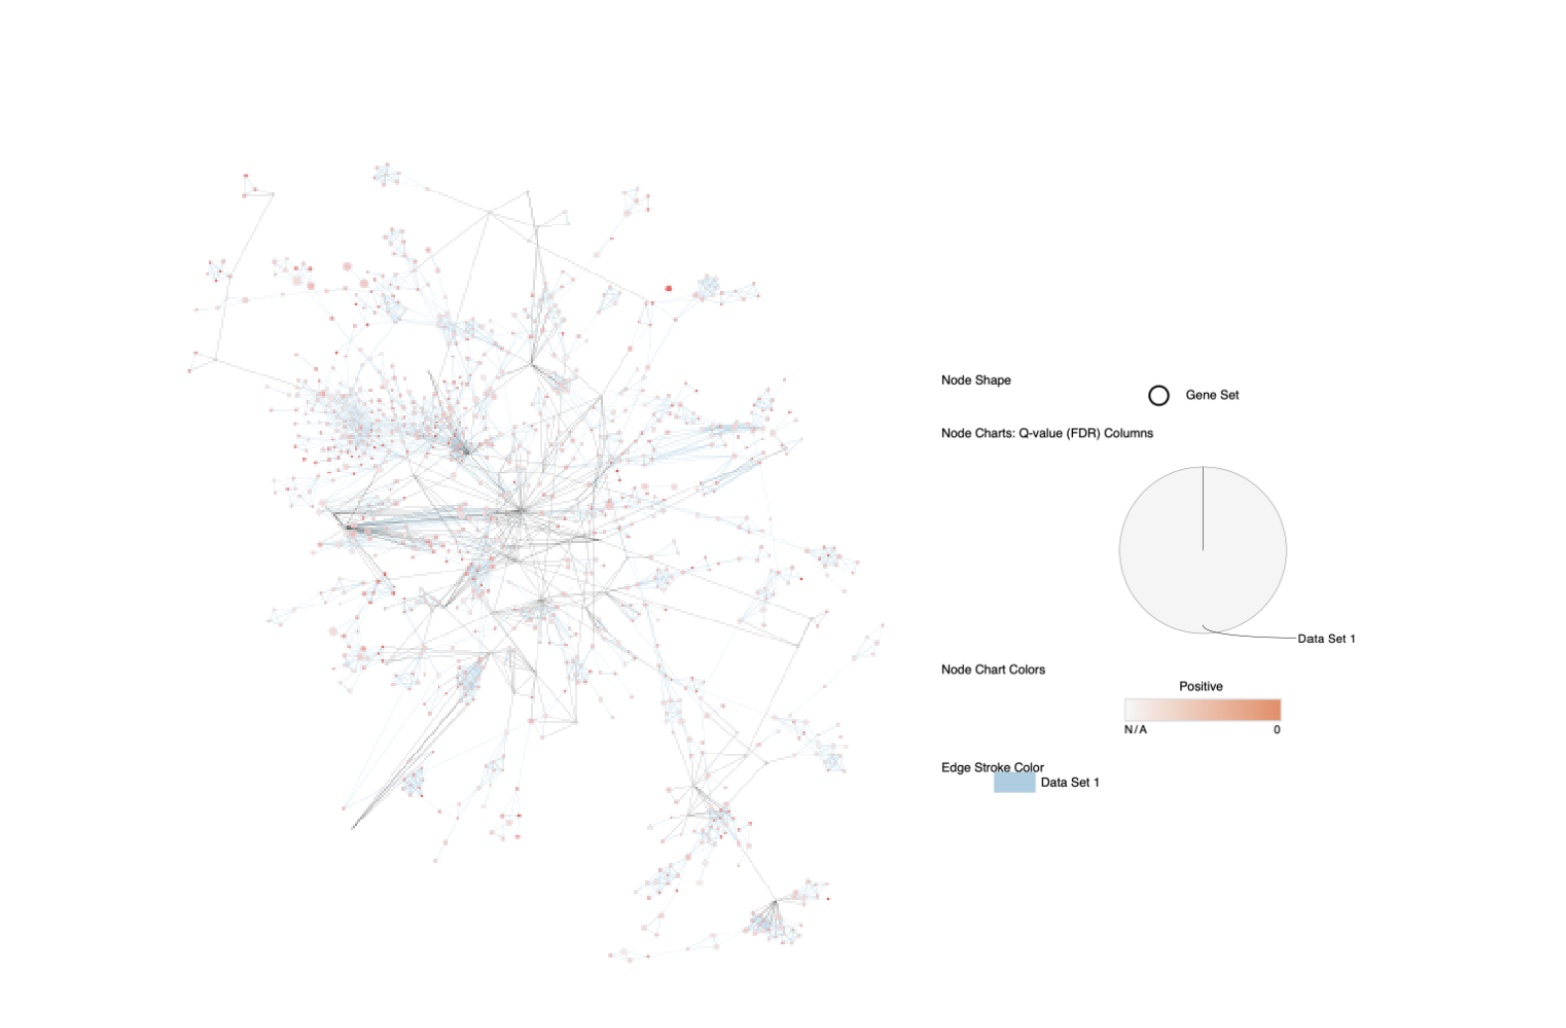 Node Shape
Gene Set
Node Charts: Q-value (FDR) Columns
Data Set 1
Node Chart Colors
Positive
N/A
0
Edge Stroke Color
Data Set 1